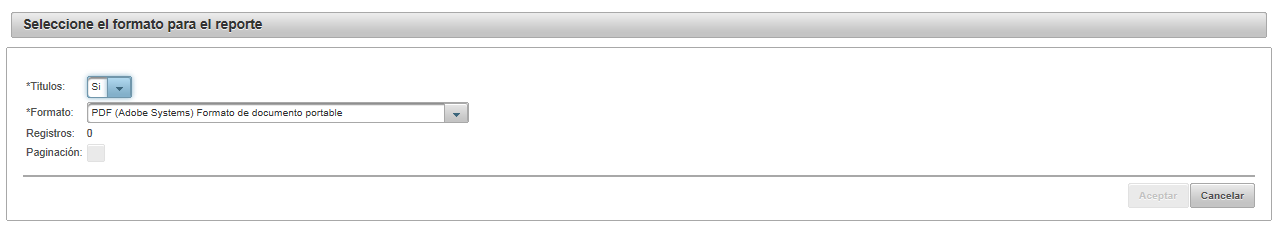 Seleccione el formato para el reporte
*Titulos: Si
*Formato: PDF (Adobe Systems) Formato de documento portable
Registros: 0
Paginación:
Aceptar Cancelar